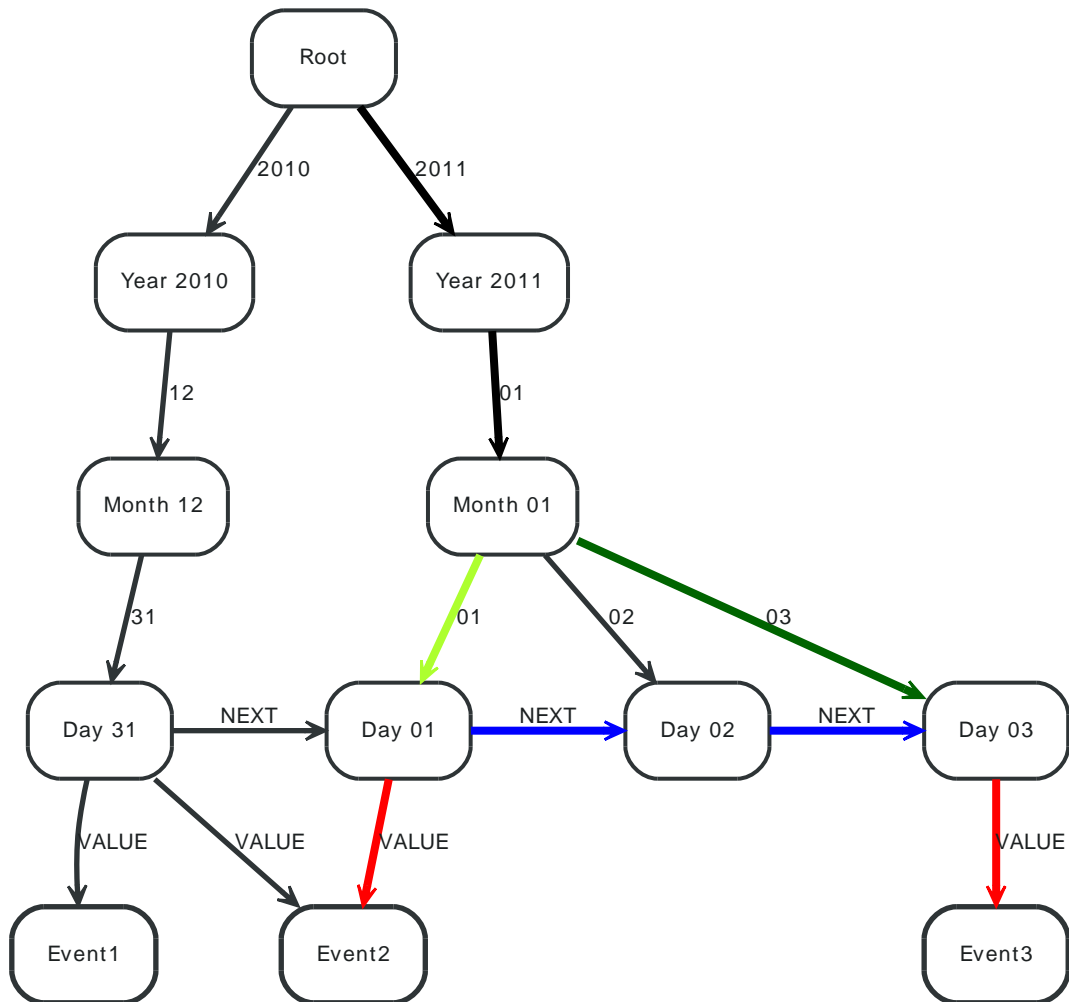 Root
2010
2011
Year 2010
Year 2011
12
01
Month 12
Month 01
31
01
02
03
Day 31
NEXT
Day 01
NEXT
Day 02
NEXT
Day 03
VALUE
VALUE
VALUE
VALUE
Event1
Event2
Event3